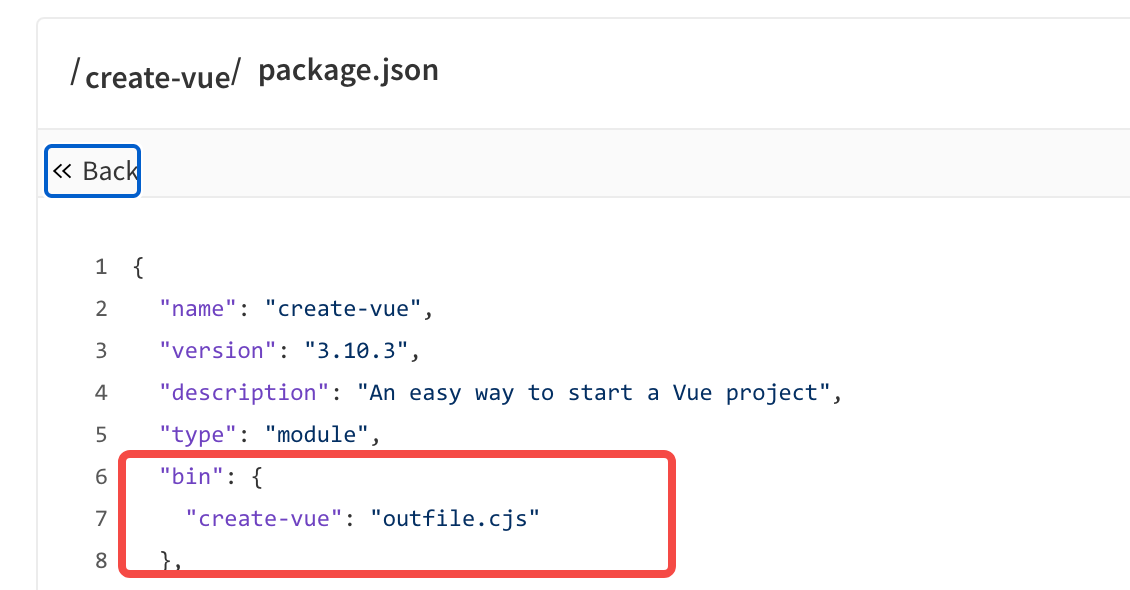 /create-vue/ package.json
« Back
1 {
2 "name": "create-vue",
3 "version": "3.10.3",
4 "description": "An easy way to start a Vue project",
5 "type": "module",
6 "bin": {
7 "create-vue": "outfile.cjs"
8 },